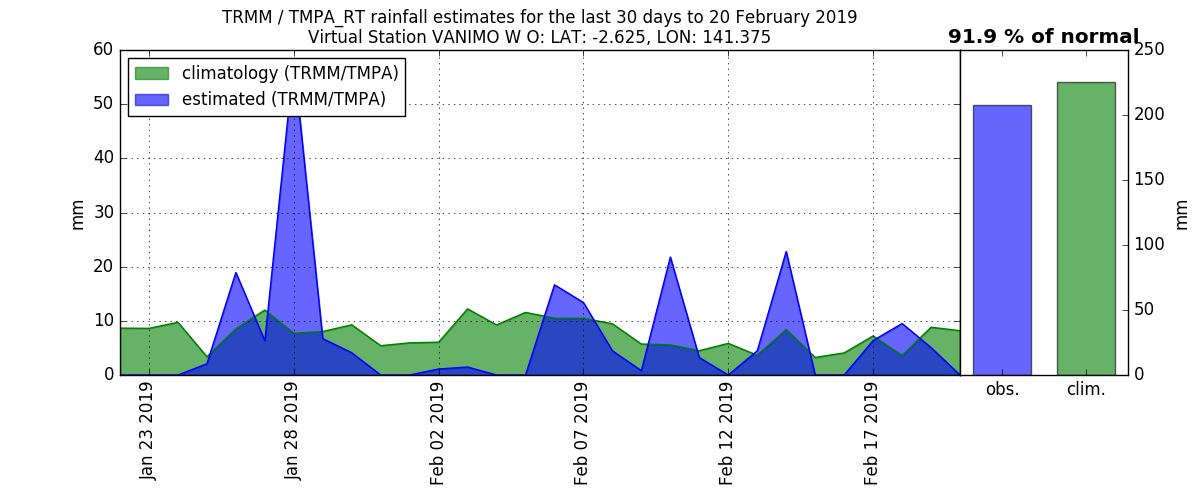 TRMM / TMPA_RT rainfall estimates for the last 30 days to 20 February 2019
Virtual Station VANIMO W O: LAT: -2.625, LON: 141.375
91.9 % of normal
climatology (TRMM/TMPA)
estimated (TRMM/TMPA)
60
50
40
30
20
10
0
mm
Jan 23 2019
Jan 28 2019
Feb 02 2019
Feb 07 2019
Feb 12 2019
Feb 17 2019
obs.
clim.
250
200
150
100
50
0
mm